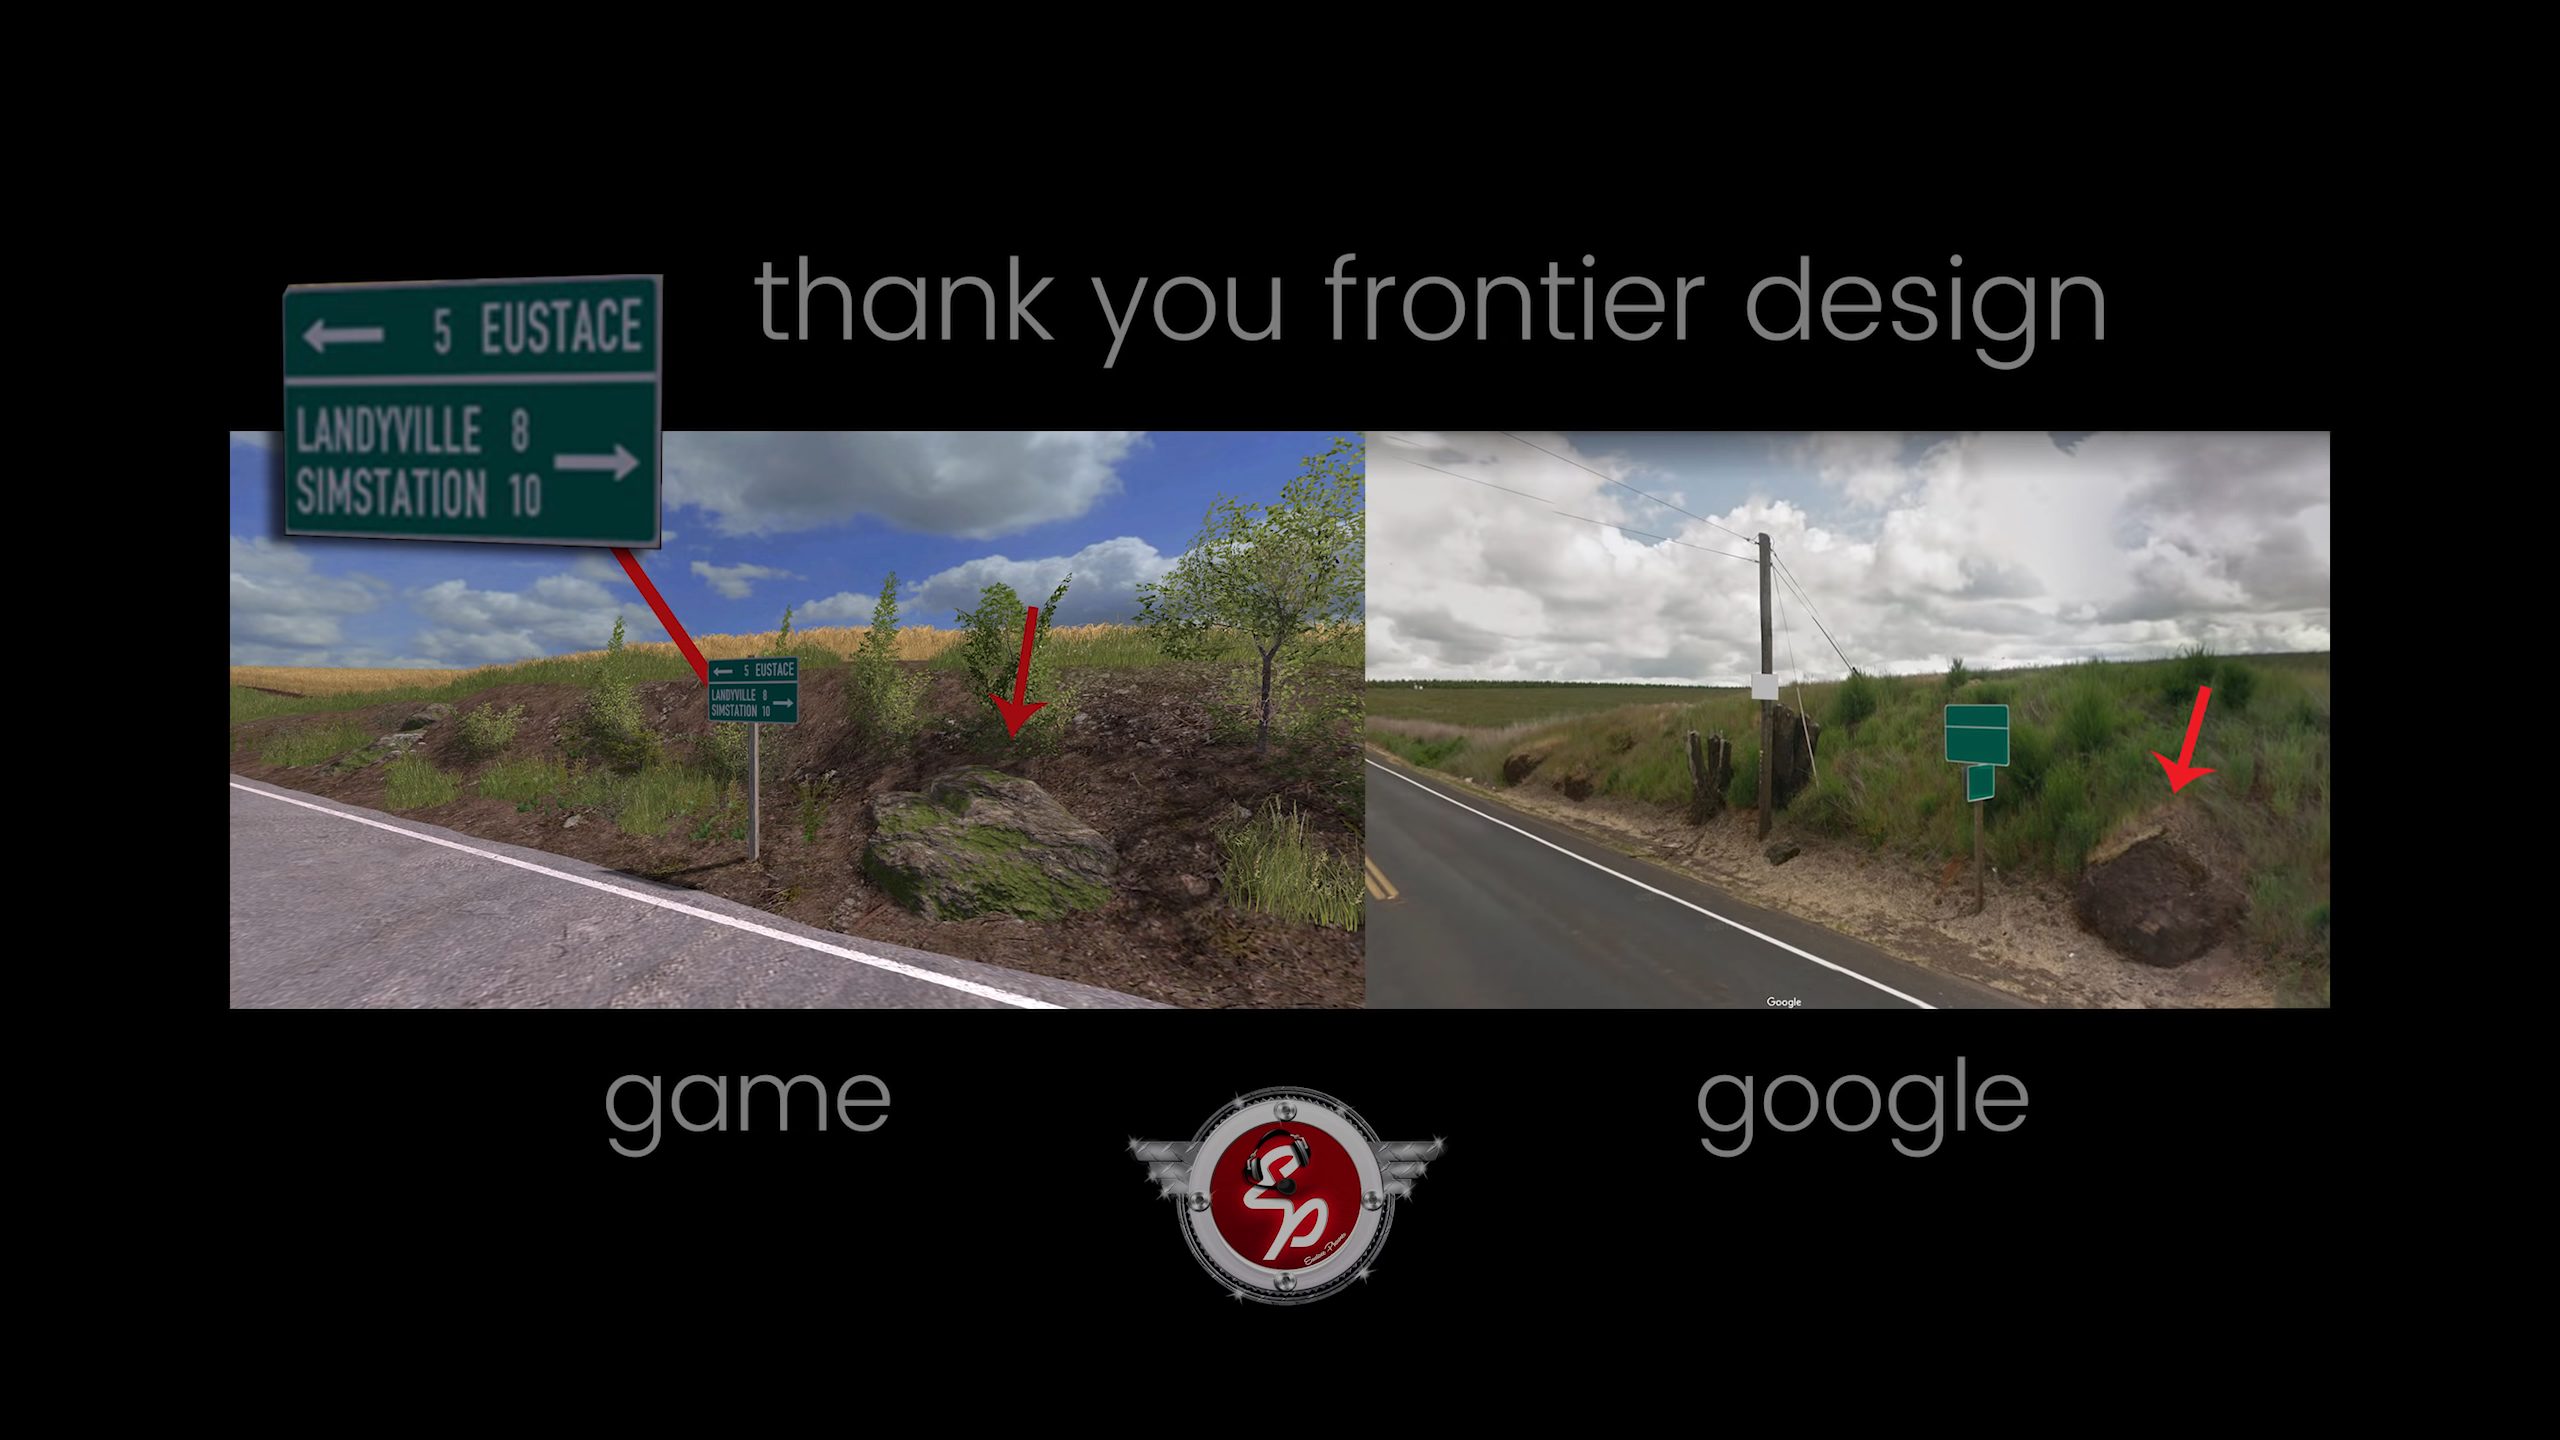 thank you frontier design
5 EUSTACE
LANDYVILLE 8
SIMSTATION 10
5 EUSTACE
LANDYVILLE 8
SIMSTATION 10
Google
game
google
EP